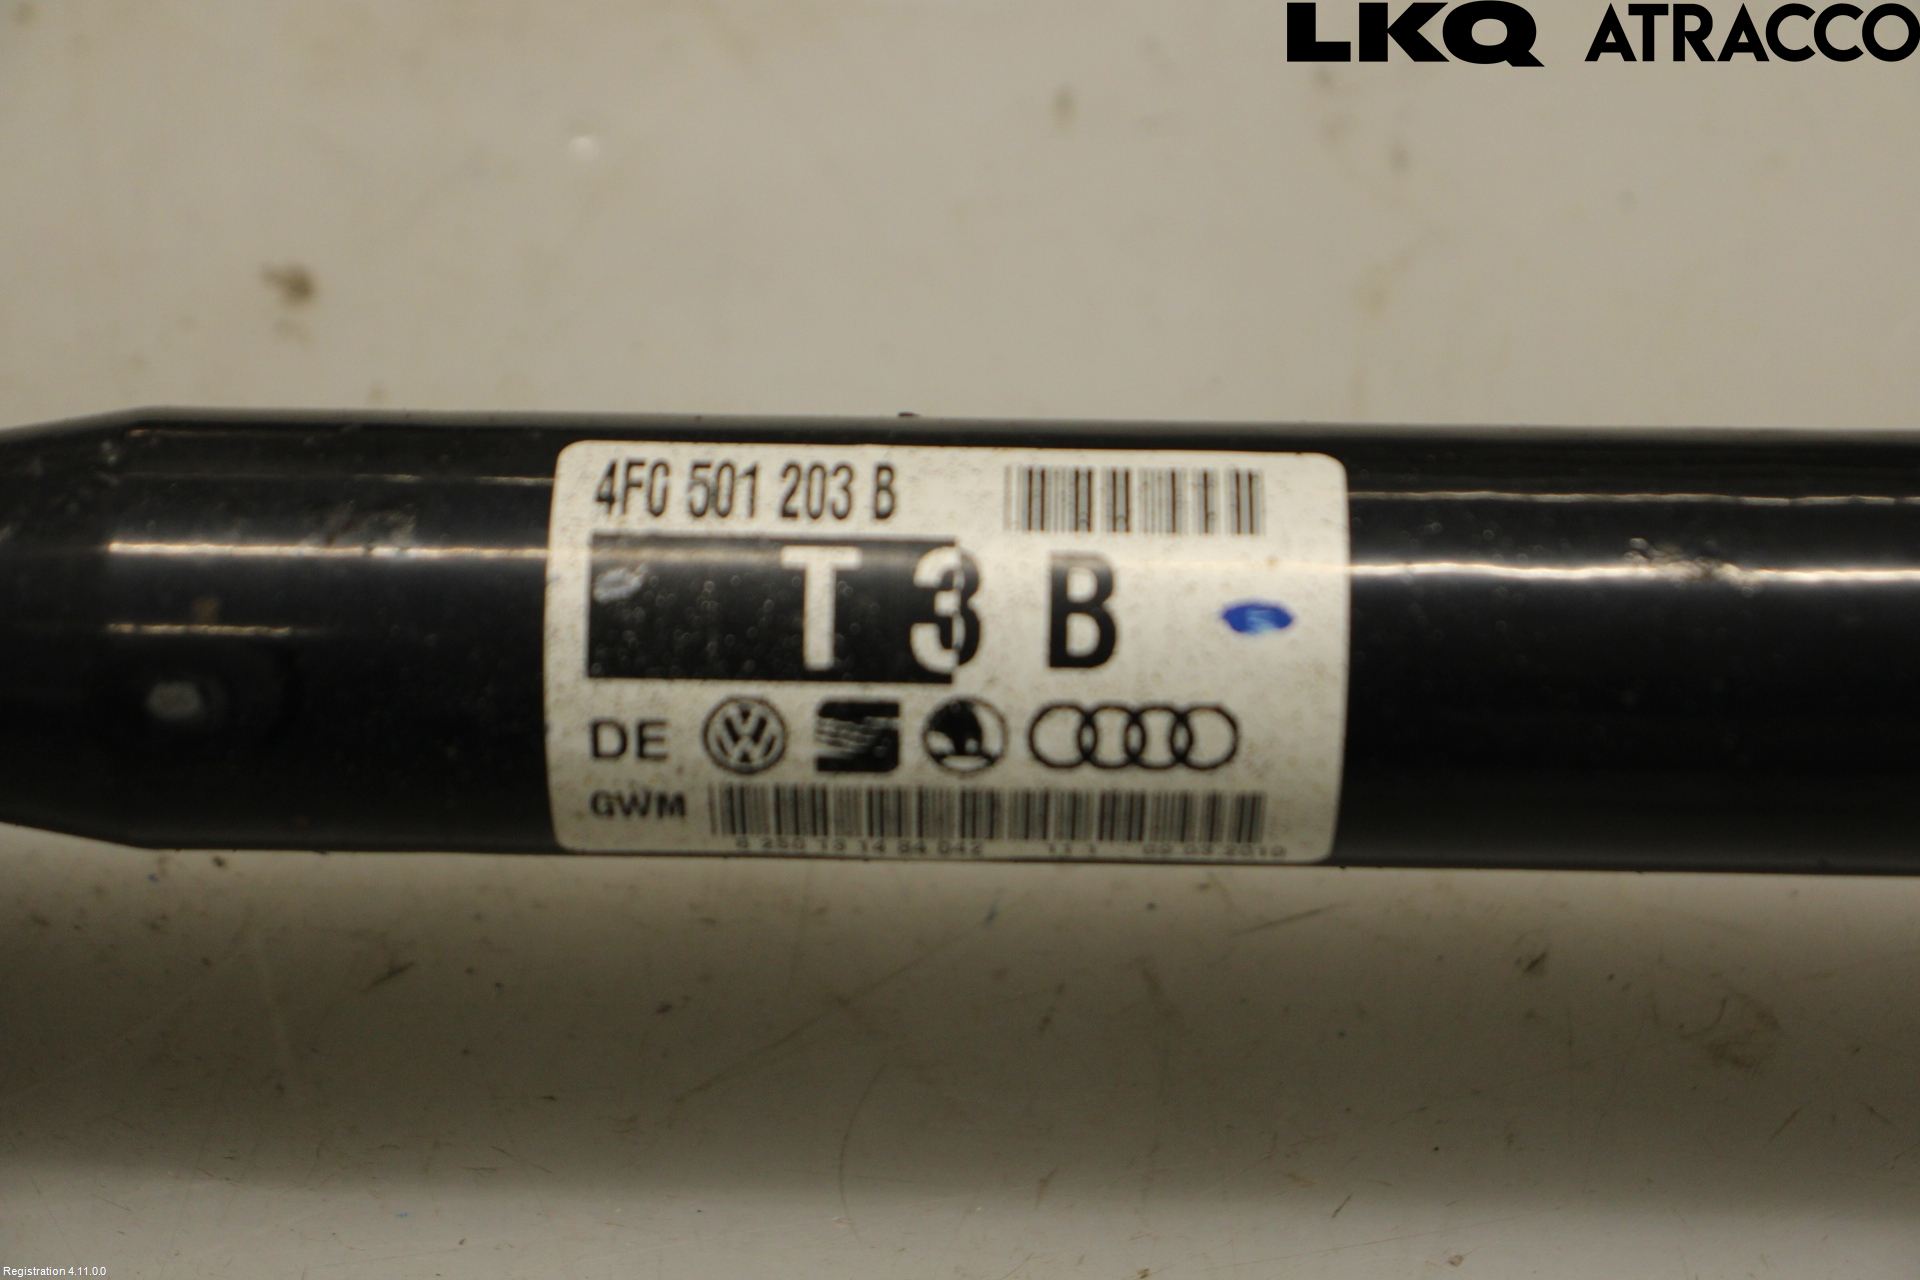 LKQ ATRACCO
4F0 501 203 B
T 3 B
DE
GWM
Registration 4.11.0.0